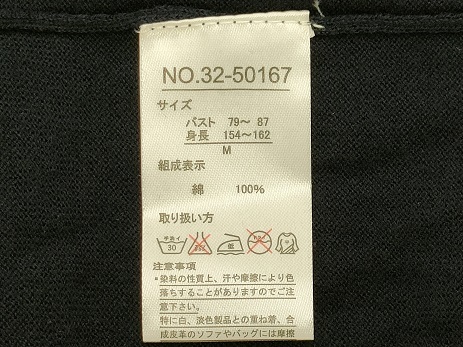 NO.32-50167
サイズ
バスト 79～ 87
身長 154～162
M
組成表示
綿 100%
取り扱い方
手洗イ 30 低
注意事項
・染料の性質上、汗や摩擦により色
落ちすることがありますのでご注
意下さい。
特に白、淡色製品との重ね着、合
成皮革のソファやバッグには摩擦